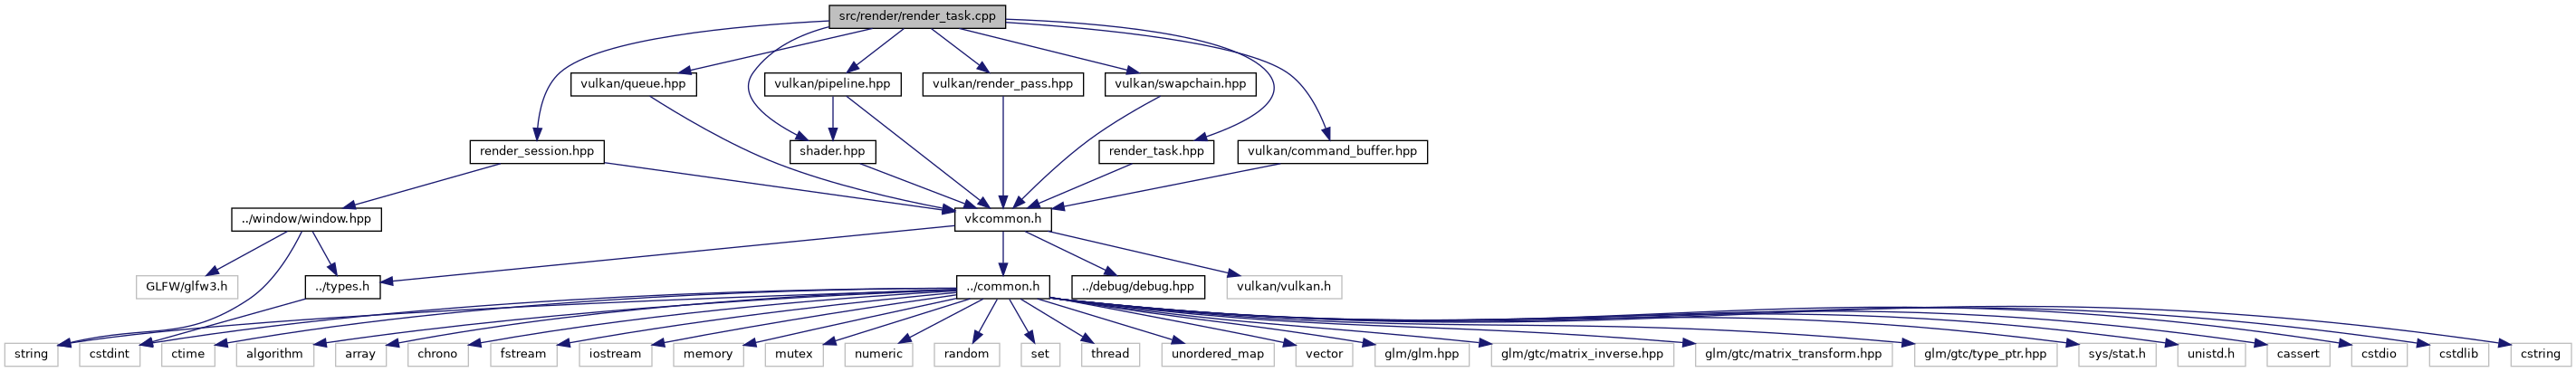 src/render/render_task.cpp
vulkan/queue.hpp
vulkan/pipeline.hpp
vulkan/render_pass.hpp
vulkan/swapchain.hpp
render_session.hpp
shader.hpp
render_task.hpp
vulkan/command_buffer.hpp
../window/window.hpp
vkcommon.h
GLFW/glfw3.h
../types.h
../common.h
../debug/debug.hpp
vulkan/vulkan.h
string
cstdint
ctime
algorithm
array
chrono
fstream
iostream
memory
mutex
numeric
random
set
thread
unordered_map
vector
glm/glm.hpp
glm/gtc/matrix_inverse.hpp
glm/gtc/matrix_transform.hpp
glm/gtc/type_ptr.hpp
sys/stat.h
unistd.h
cassert
cstdio
cstdlib
cstring